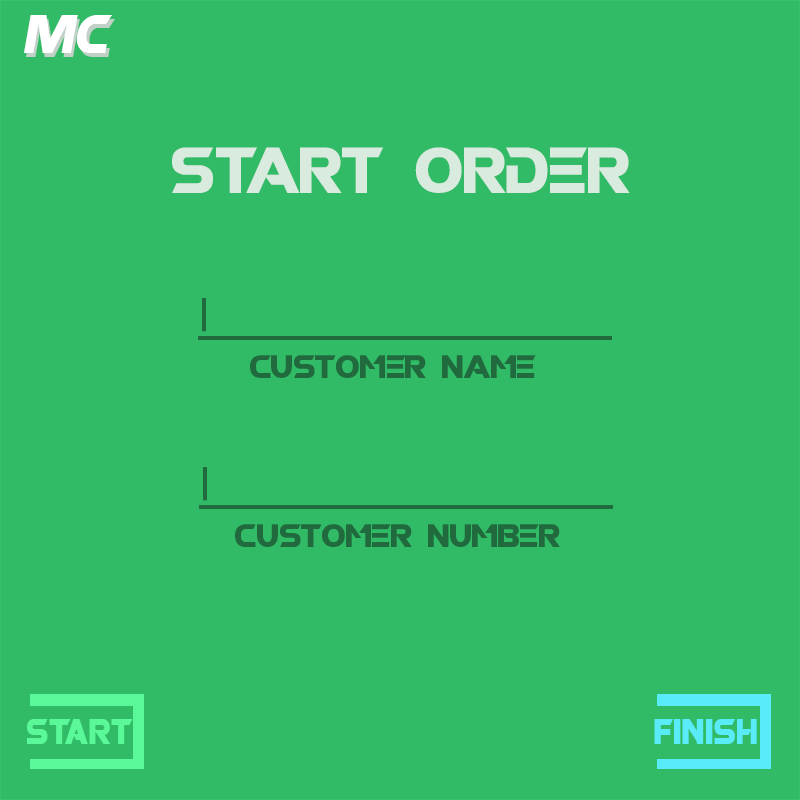 MC
START ORDER
CUSTOMER NAME
CUSTOMER NUMBER
START
FINISH